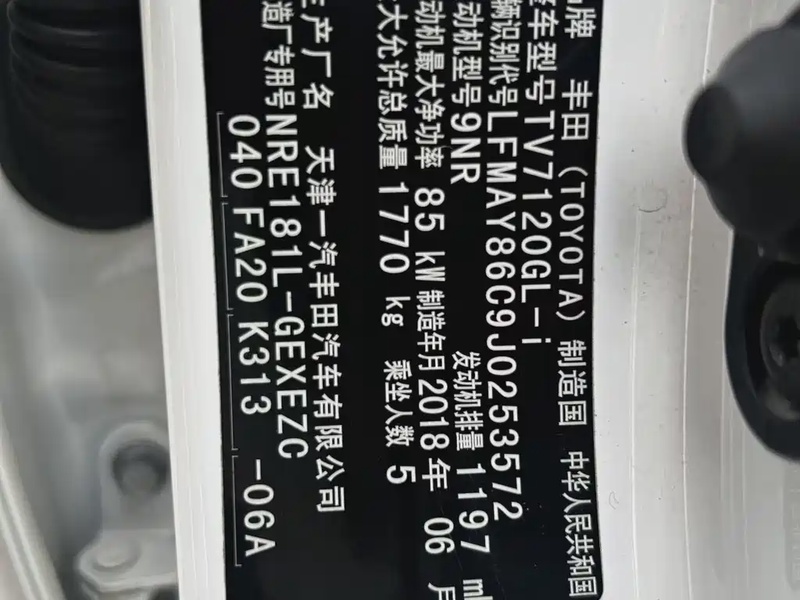 品牌 丰田 (TOYOTA) 制造国 中华人民共和国
整车型号TV7120GL-i
车辆识别代号LFMAY86C9J0253572
发动机型号9NR 发动机排量 1197 ml
发动机最大净功率 85 kW 制造年月 2018年 06 月
最大允许总质量 1770 kg 乘坐人数 5
生产厂名 天津一汽丰田汽车有限公司
造厂专用号NRE181L-GEXEZC
040 FA20 K313 -06A